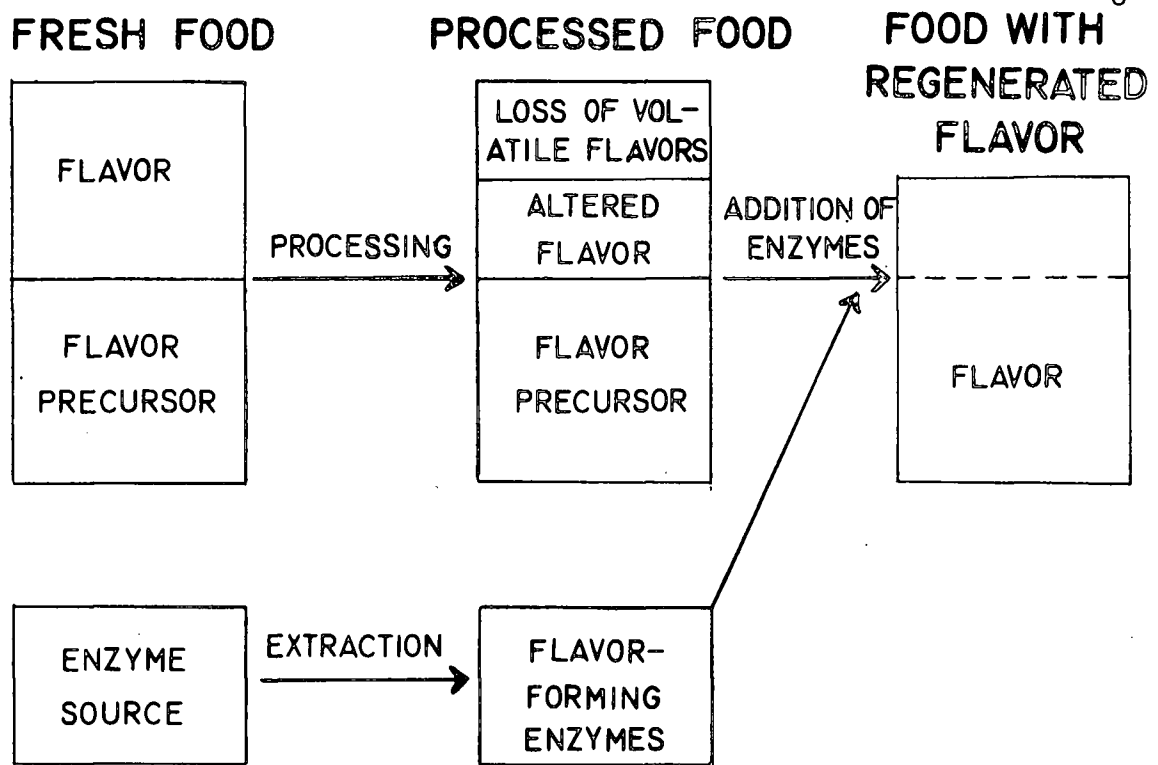 FRESH FOOD
PROCESSED FOOD
FOOD WITH
REGENERATED
FLAVOR
FLAVOR
FLAVOR
PRECURSOR
PROCESSING
LOSS OF VOL-
ATILE FLAVORS
ALTERED
FLAVOR
FLAVOR
PRECURSOR
ADDITION OF
ENZYMES
FLAVOR
ENZYME
SOURCE
EXTRACTION
FLAVOR-
FORMING
ENZYMES